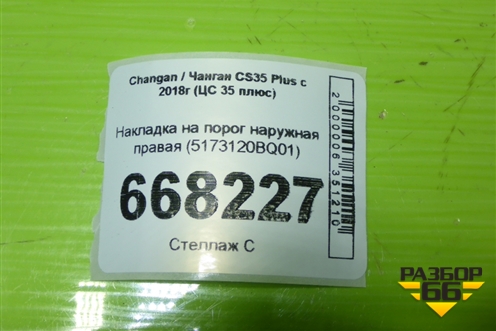 Changan / Чанган CS35 Plus с
2018г (ЦС 35 плюс)
Накладка на порог наружная
правая (5173120BQ01)
668227
Стеллаж С
2000006351210
РАЗБОР
66